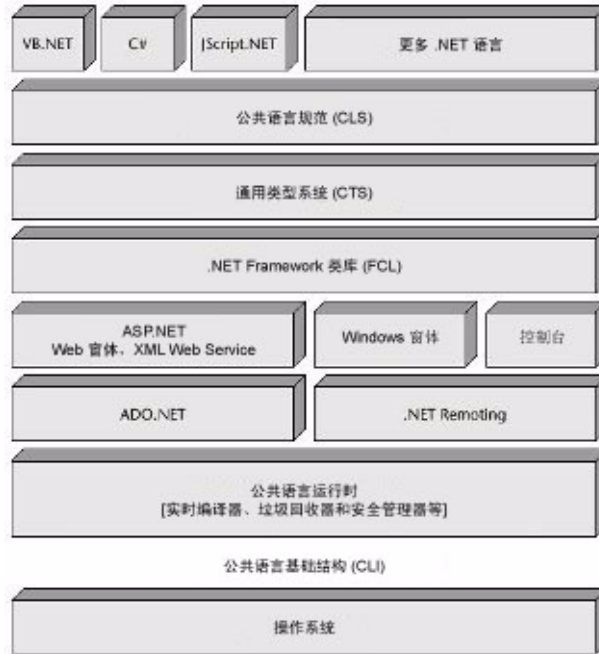 VB.NET
C#
JScript.NET
更多 .NET 语言
公共语言规范 (CLS)
通用类型系统 (CTS)
.NET Framework 类库 (FCL)
ASP.NET
Web 窗体、XML Web Service
Windows 窗体
控制台
ADO.NET
.NET Remoting
公共语言运行时
[实时编译器、垃圾回收器和安全管理器等]
公共语言基础结构 (CLI)
操作系统